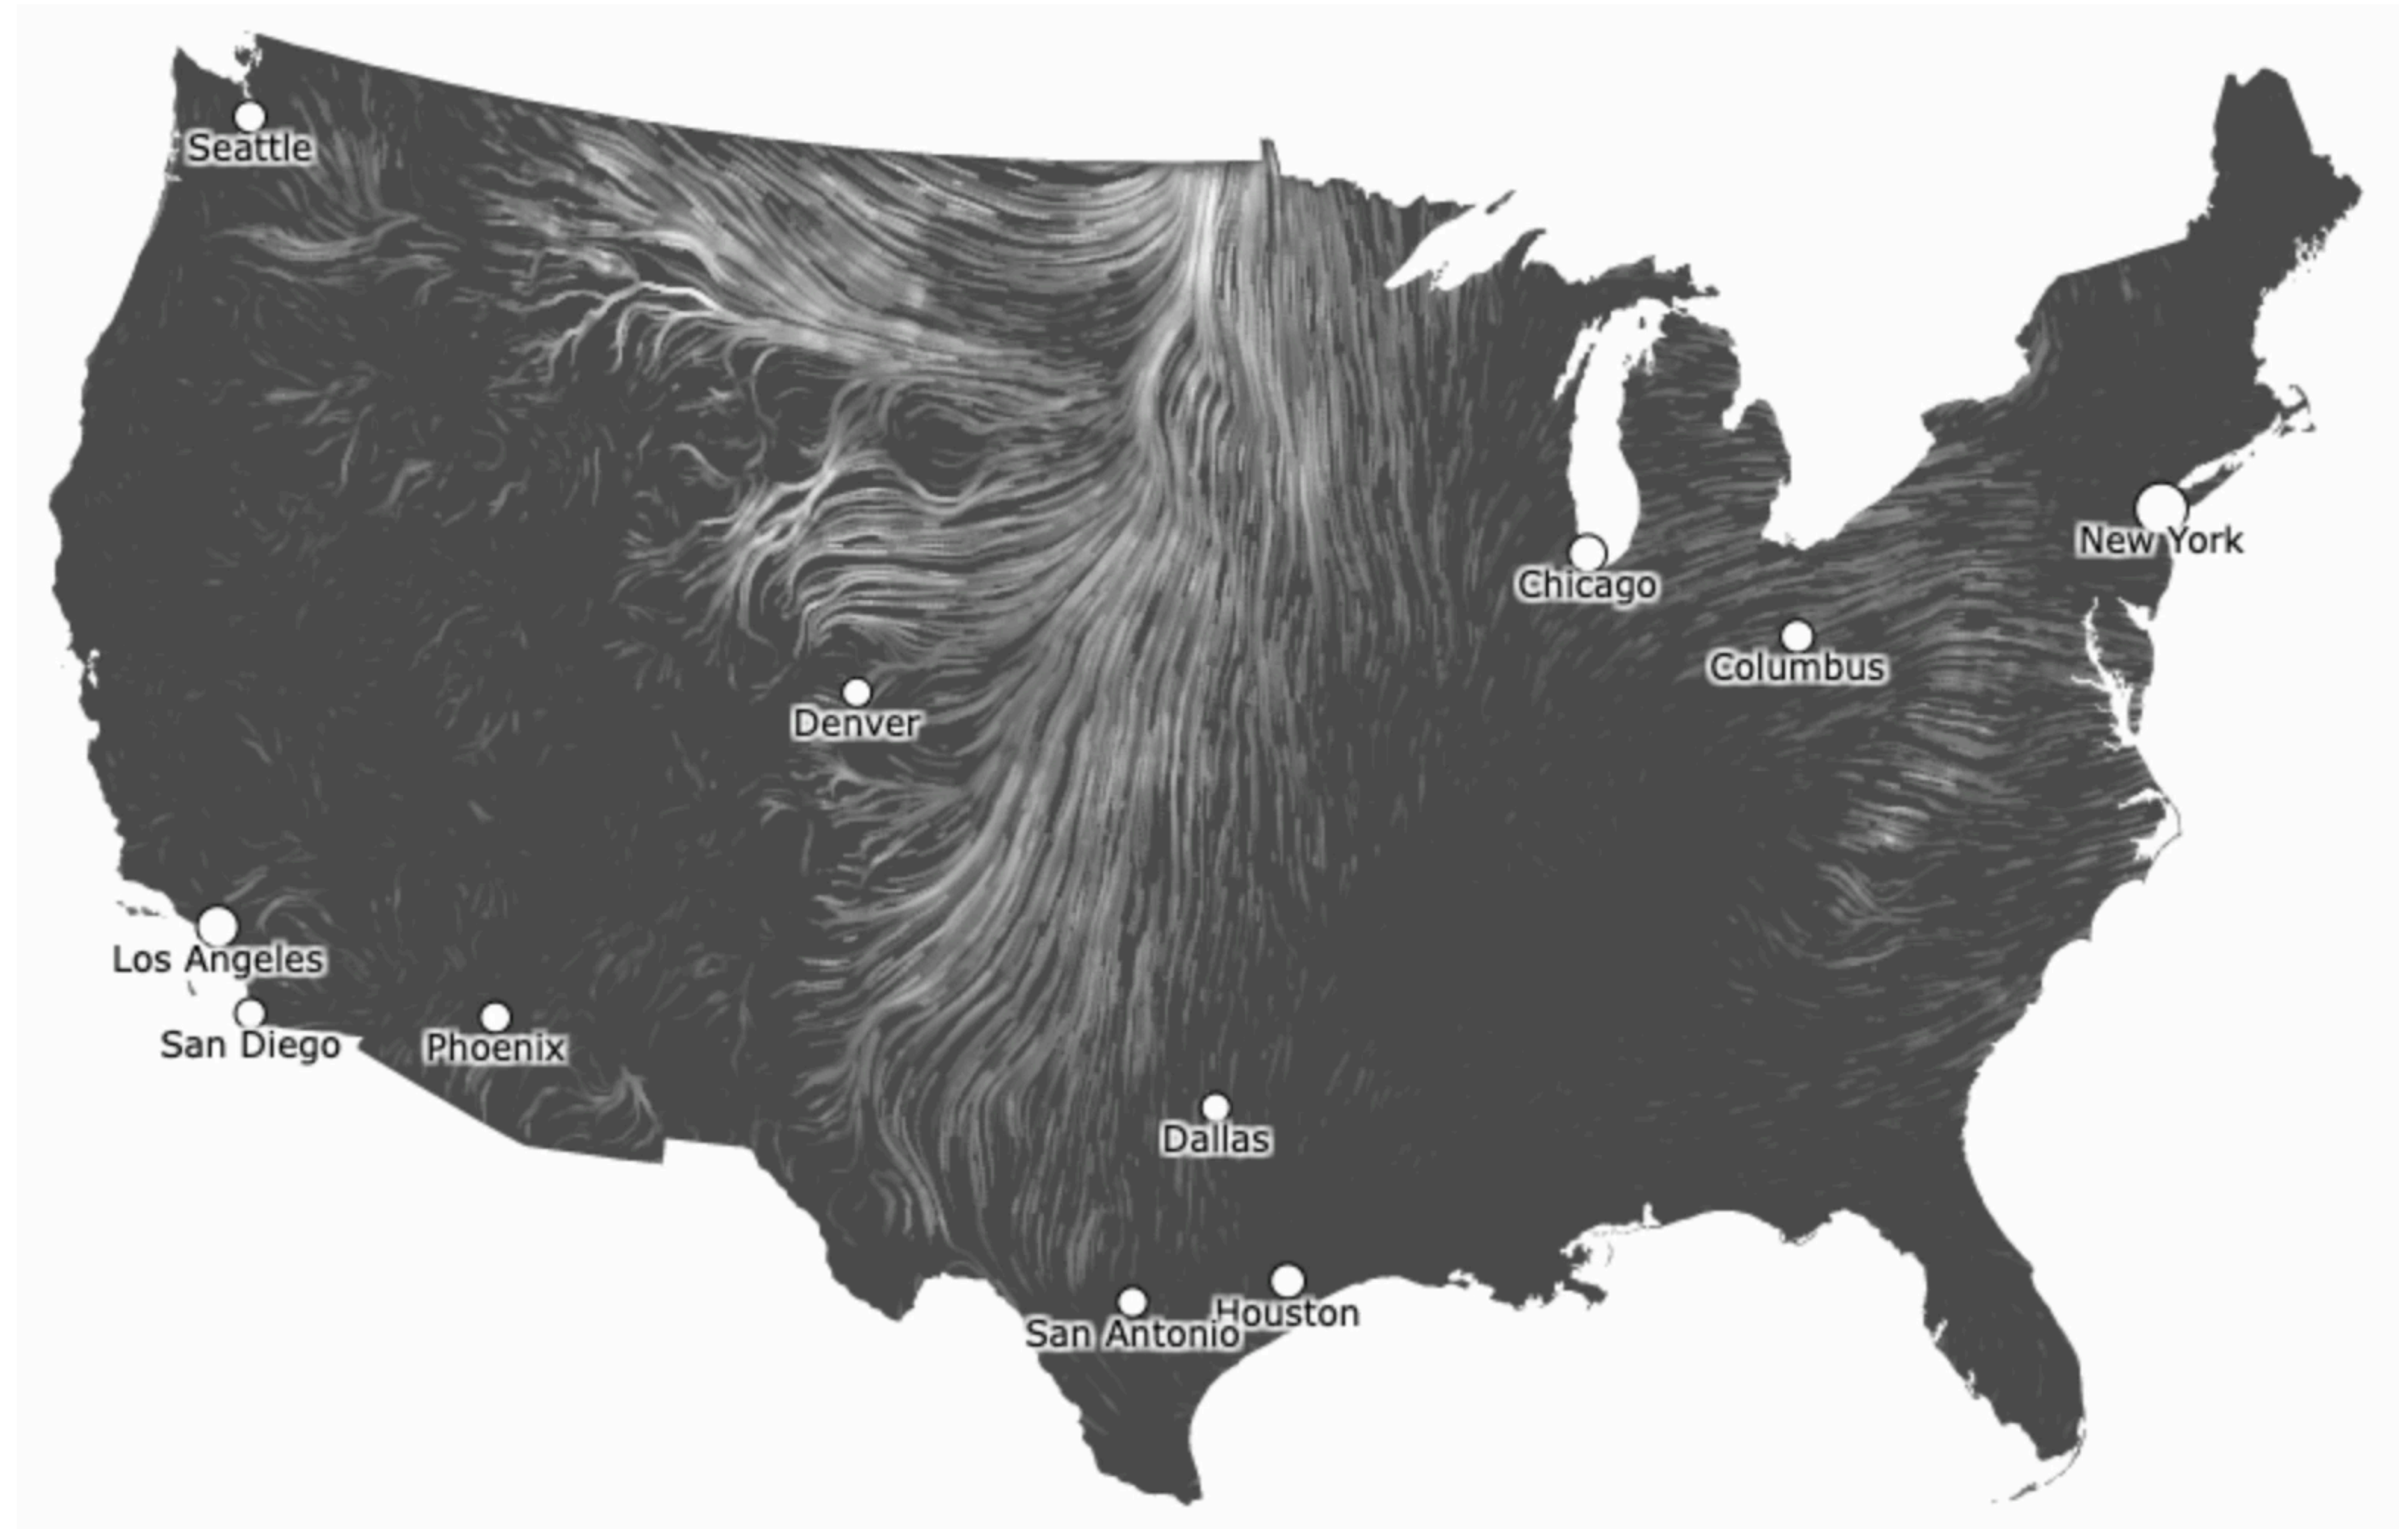 Seattle
New York
Chicago
Columbus
Denver
Los Angeles
San Diego
Phoenix
Dallas
Houston
San Antonio